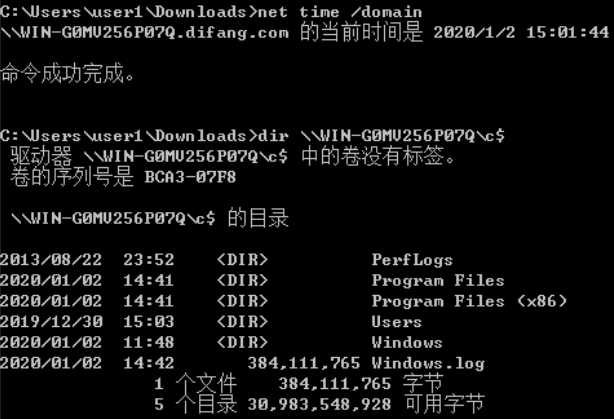 C:\Users\user1\Downloads>net time /domain
\\WIN-G0MV256P07Q.difang.com 的当前时间是 2020/1/2 15:01:44
命令成功完成。
C:\Users\user1\Downloads>dir \\WIN-G0MV256P07Q\c$
驱动器 \\WIN-G0MV256P07Q\c$ 中的卷没有标签。
卷的序列号是 BCA3-07F8
\\WIN-G0MV256P07Q\c$ 的目录
2013/08/22  23:52    <DIR>          PerfLogs
2020/01/02  14:41    <DIR>          Program Files
2020/01/02  14:41    <DIR>          Program Files (x86)
2019/12/30  15:03    <DIR>          Users
2020/01/02  11:48    <DIR>          Windows
2020/01/02  14:42       384,111,765 Windows.log
1 个文件    384,111,765 字节
5 个目录 30,983,548,928 可用字节